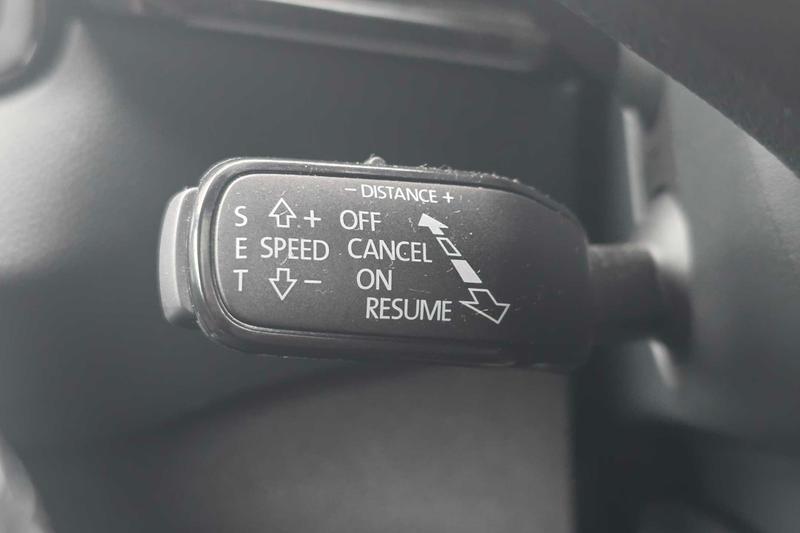 - DISTANCE +
S + OFF
E SPEED CANCEL
T - ON
RESUME